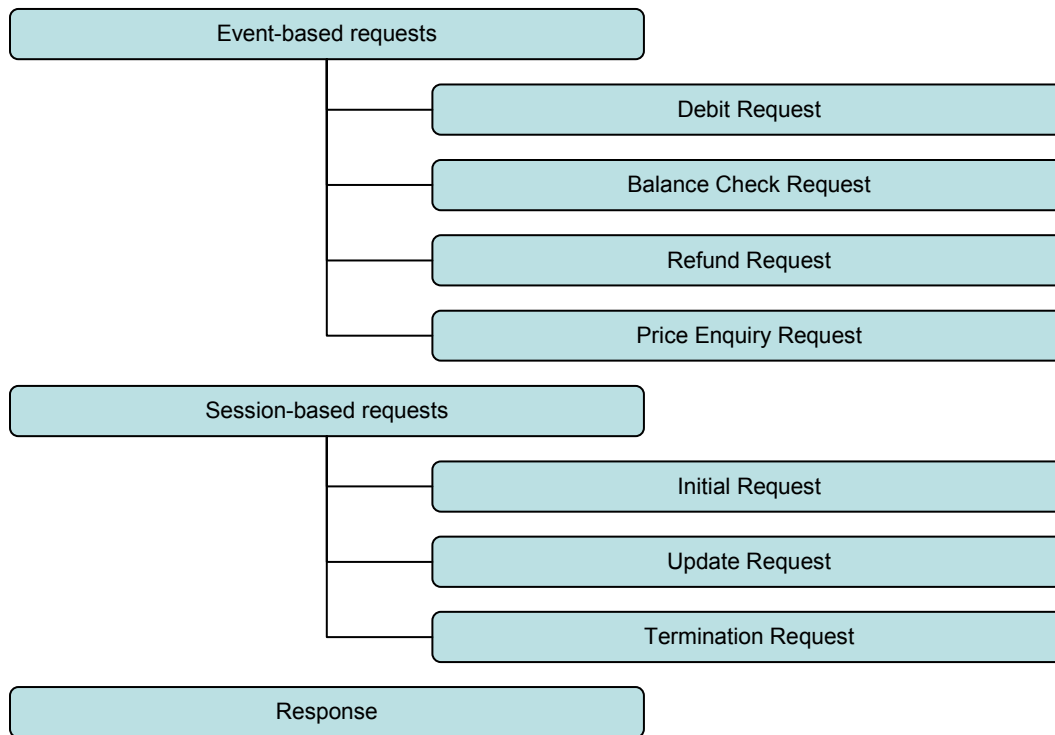 Event-based requests
Debit Request
Balance Check Request
Refund Request
Price Enquiry Request
Session-based requests
Initial Request
Update Request
Termination Request
Response